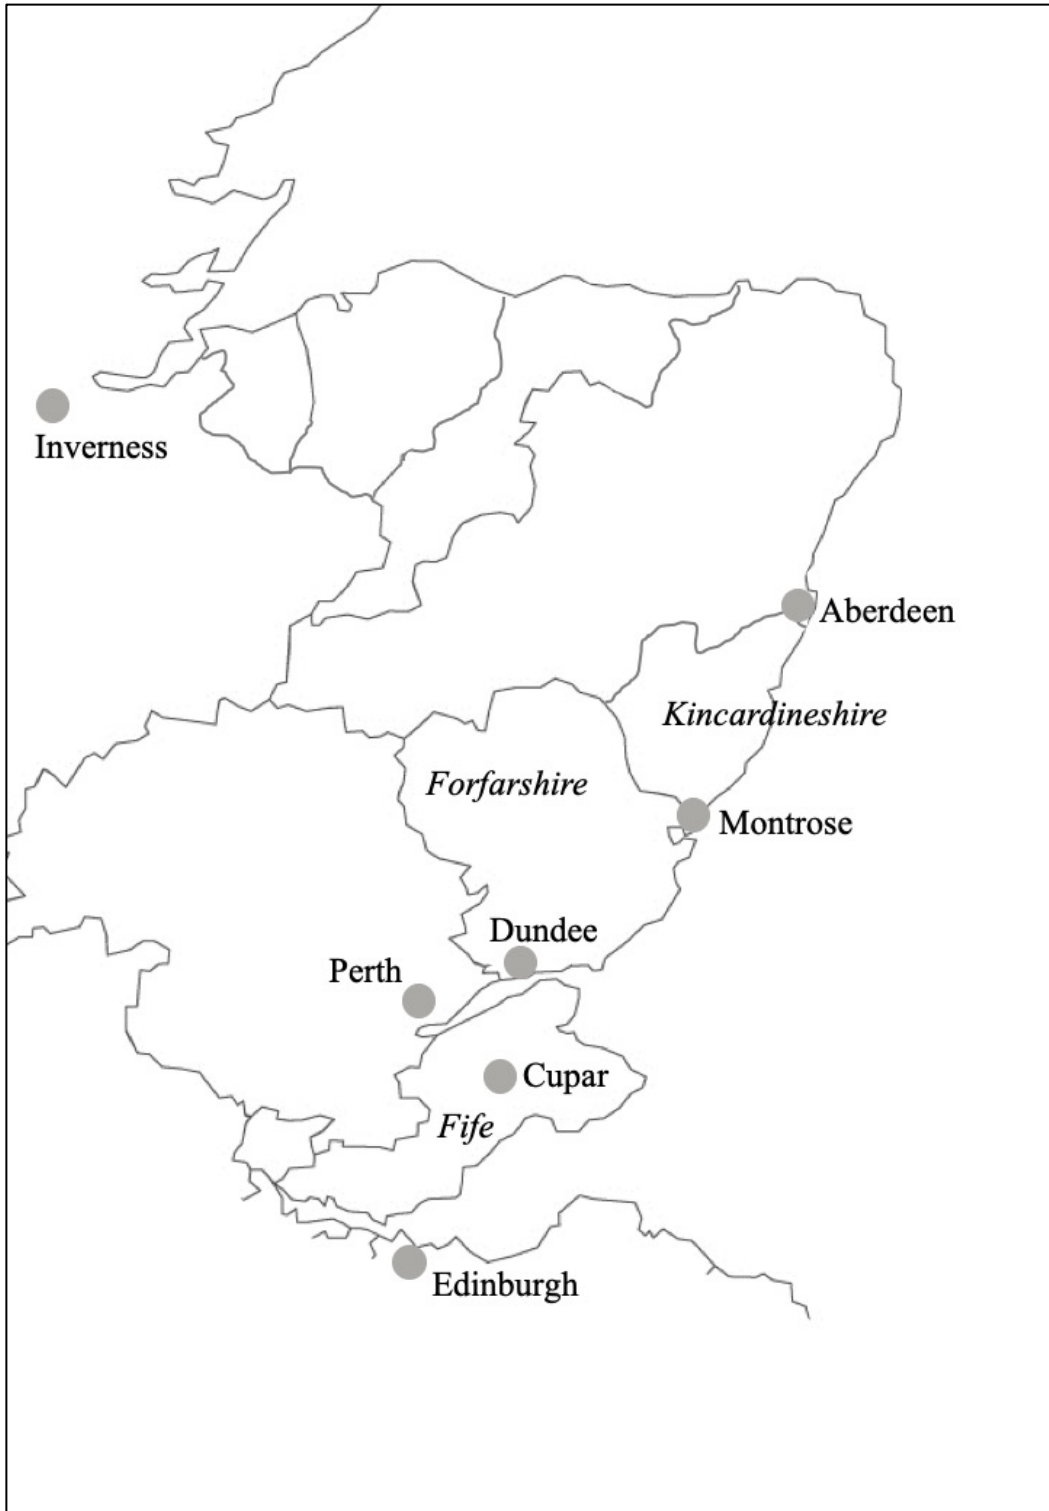 Inverness
Aberdeen
Kincardineshire
Forfarshire
Montrose
Dundee
Perth
Cupar
Fife
Edinburgh